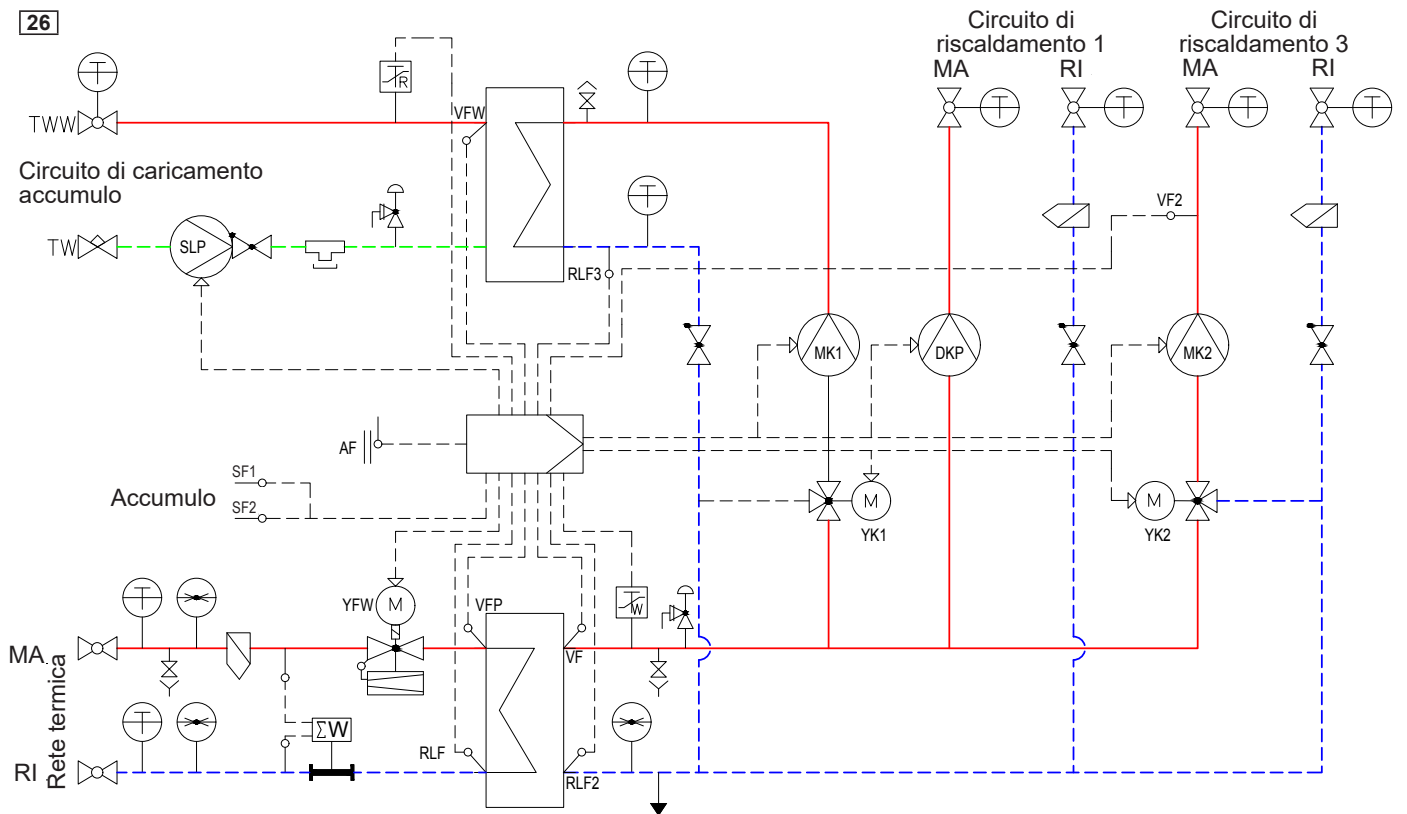 26
Circuito di
riscaldamento 1
Circuito di
riscaldamento 3
MA
RI
MA
RI
T
T
T
T
T
T
R
T
TWW
VFW
Circuito di caricamento
accumulo
T
VF2
TW
SLP
RLF3
MK1
DKP
MK2
AF
SF1
Accumulo
SF2
M
YK1
M
YK2
T
YFW
M
VFP
W
MA
VF
Rete termica
T
ΣW
RLF
RI
RLF2